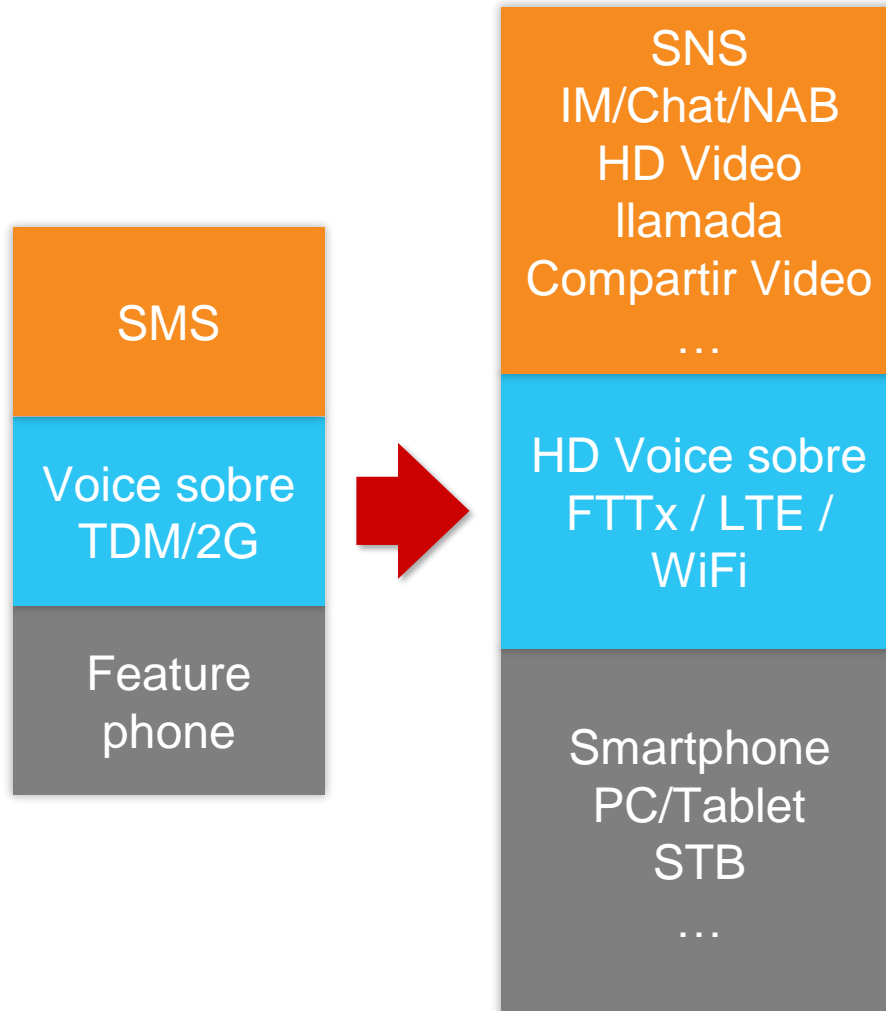 SMS
Voice sobre
TDM/2G
Feature
phone
SNS
IM/Chat/NAB
HD Video
llamada
Compartir Video
…
HD Voice sobre
FTTx / LTE /
WiFi
Smartphone
PC/Tablet
STB
…